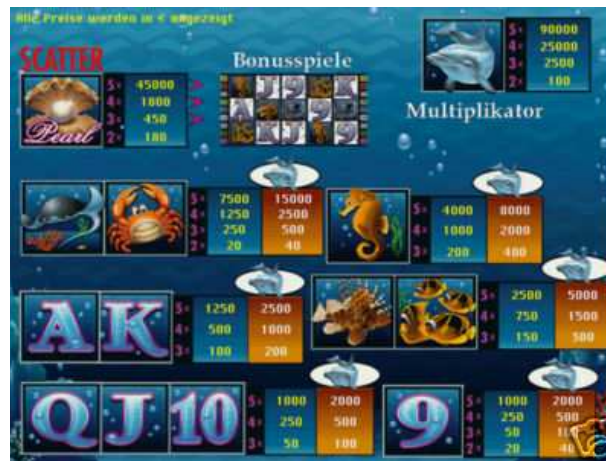 Alle Preise werden in € angezeigt
SCATTER
Pearl
5x 45000
4x 1800
3x 450
2x 180
Bonusspiele
5x 90000
4x 25000
3x 2500
2x 100
Multiplikator
5x 7500 15000
4x 1250 2500
3x 250 500
2x 20 40
5x 4000 8000
4x 1000 2000
3x 200 400
A K
5x 1250 2500
4x 500 1000
3x 100 200
5x 2500 5000
4x 750 1500
3x 150 300
Q J 10
5x 1000 2000
4x 250 500
3x 50 100
9
5x 1000 2000
4x 250 500
3x 50
2x 20 40